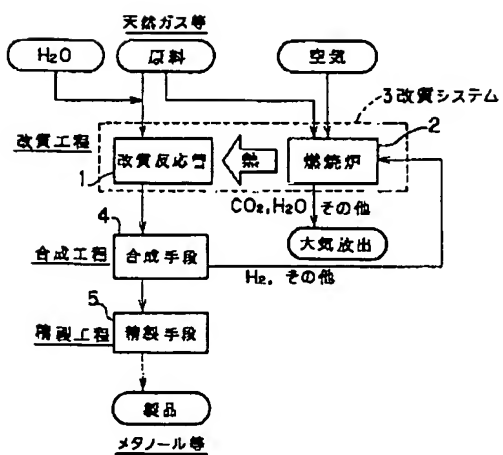 天然ガス等
H₂O
原料
空気
3改質システム
改質工程
改質反応管
1
熱
燃焼炉
2
CO₂,H₂O その他
4
大気放出
合成工程
合成手段
H₂, その他
5
精製工程
精製手段
製品
メタノール等